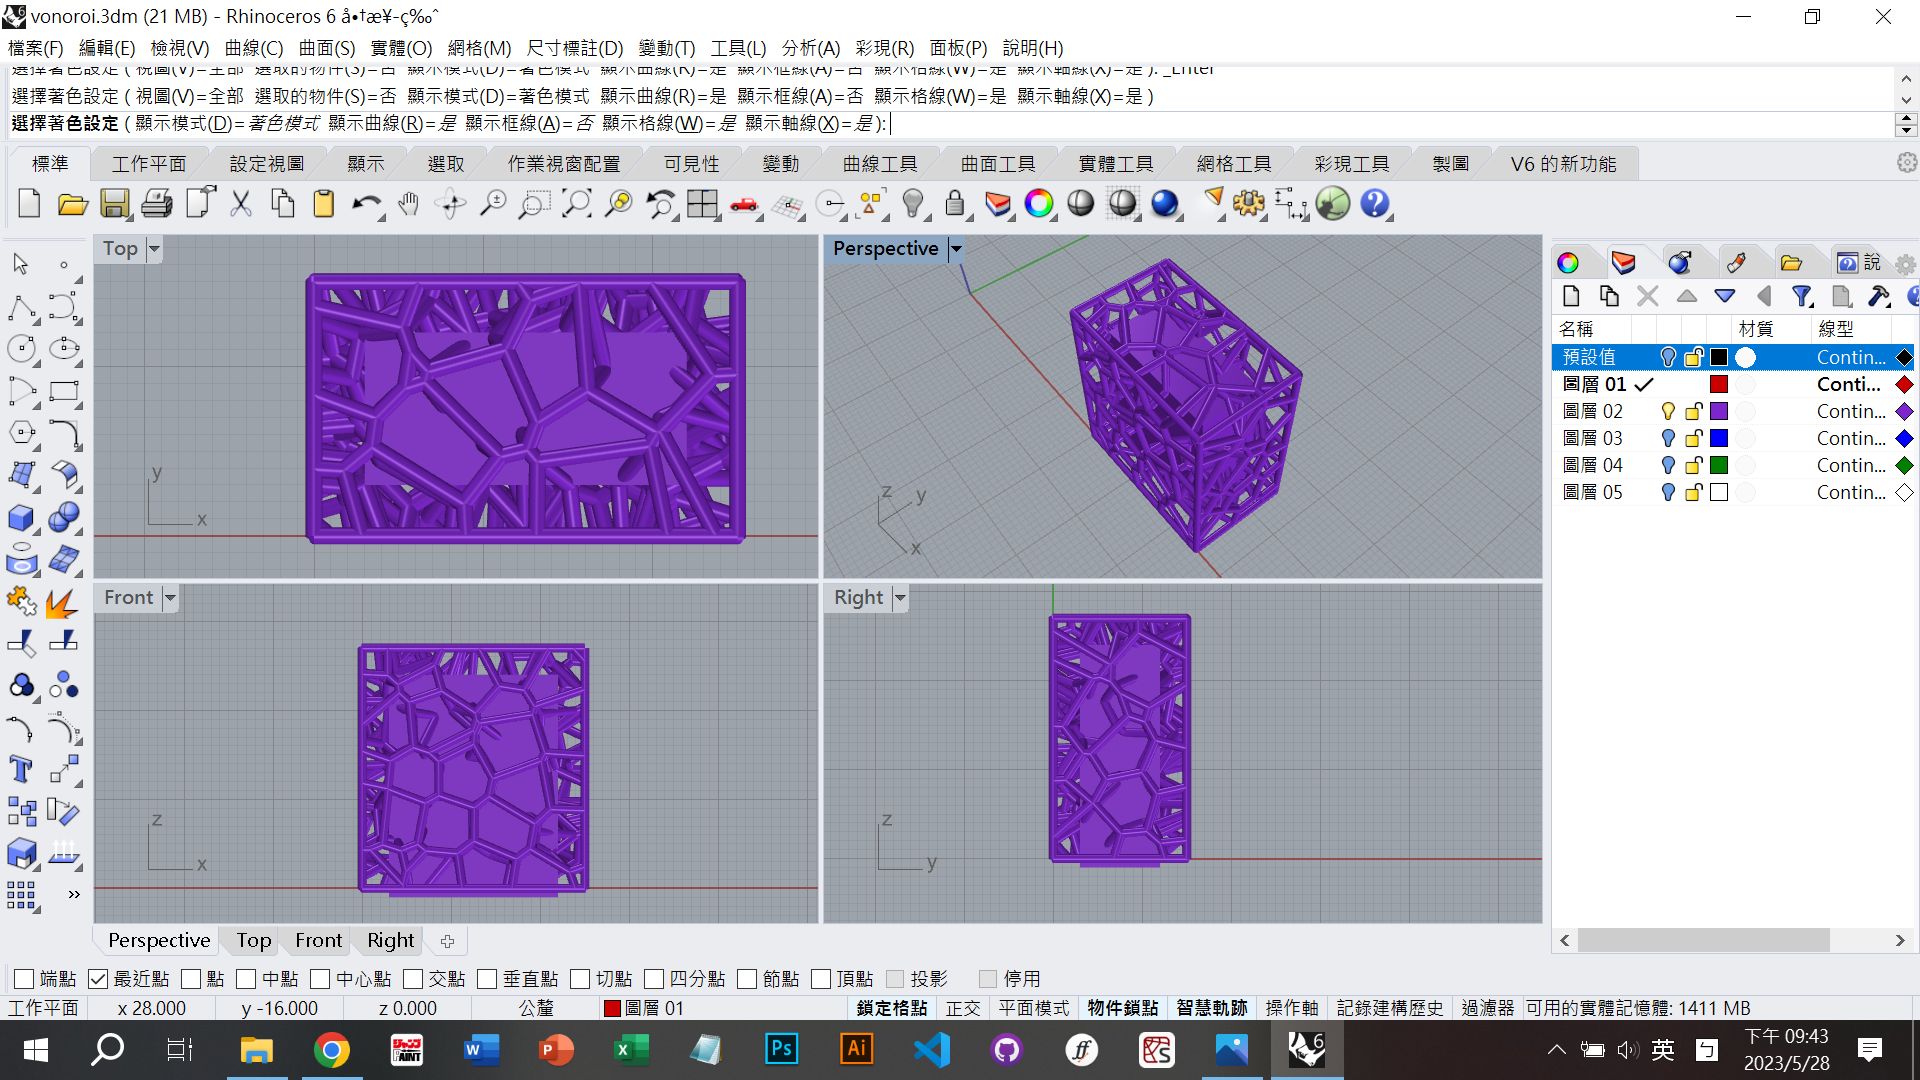 vonoroi.3dm (21 MB) - Rhinoceros 6 å•†æ¥­ç‰ˆ
檔案(F) 編輯(E) 檢視(V) 曲線(C) 曲面(S) 實體(O) 網格(M) 尺寸標註(D) 變動(T) 工具(L) 分析(A) 彩現(R) 面板(P) 說明(H)
選擇著色設定 ( 視圖(V)=全部 選取的物件(S)=否 顯示模式(D)=著色模式 顯示曲線(R)=是 顯示框線(A)=否 顯示格線(W)=是 顯示軸線(X)=是 ): _Enter
選擇著色設定 ( 視圖(V)=全部 選取的物件(S)=否 顯示模式(D)=著色模式 顯示曲線(R)=是 顯示框線(A)=否 顯示格線(W)=是 顯示軸線(X)=是 )
選擇著色設定 ( 顯示模式(D)=著色模式 顯示曲線(R)=是 顯示框線(A)=否 顯示格線(W)=是 顯示軸線(X)=是 ):
標準 工作平面 設定視圖 顯示 選取 作業視窗配置 可見性 變動 曲線工具 曲面工具 實體工具 網格工具 彩現工具 製圖 V6 的新功能
Top
y
x
Perspective
z
y
x
Front
z
x
Right
z
y
說
名稱 材質 線型
預設值 Contin...
圖層 01 Conti...
圖層 02 Contin...
圖層 03 Contin...
圖層 04 Contin...
圖層 05 Contin...
Perspective Top Front Right
端點 最近點 點 中點 中心點 交點 垂直點 切點 四分點 節點 頂點 投影 停用
工作平面 x 28.000 y -16.000 z 0.000 公釐 圖層 01 鎖定格點 正交 平面模式 物件鎖點 智慧軌跡 操作軸 記錄建構歷史 過濾器 可用的實體記憶體: 1411 MB
ジャンプ PAINT
W P X Ps Ai ff 6
英 ㄅ
下午 09:43
2023/5/28